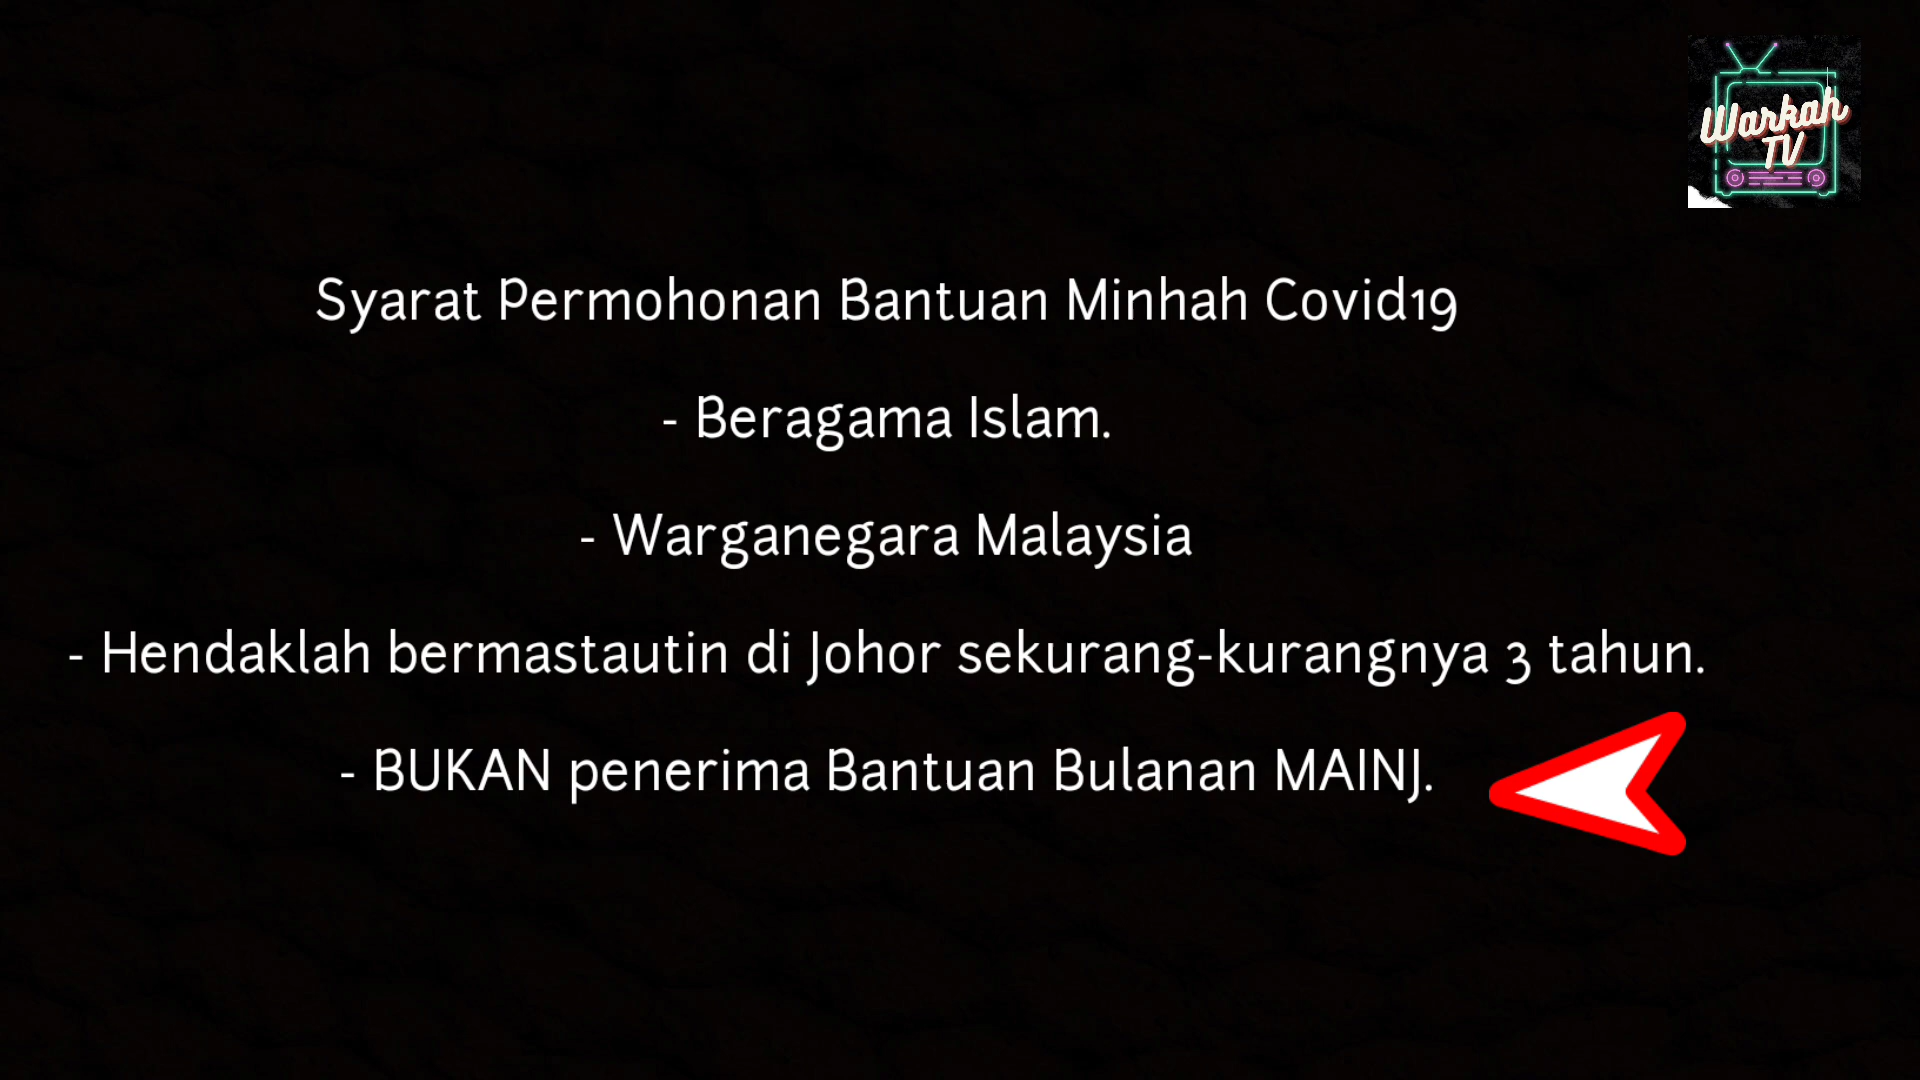 Warkah
TV
Syarat Permohonan Bantuan Minhah Covid19
- Beragama Islam.
- Warganegara Malaysia
- Hendaklah bermastautin di Johor sekurang-kurangnya 3 tahun.
- BUKAN penerima Bantuan Bulanan MAINJ.